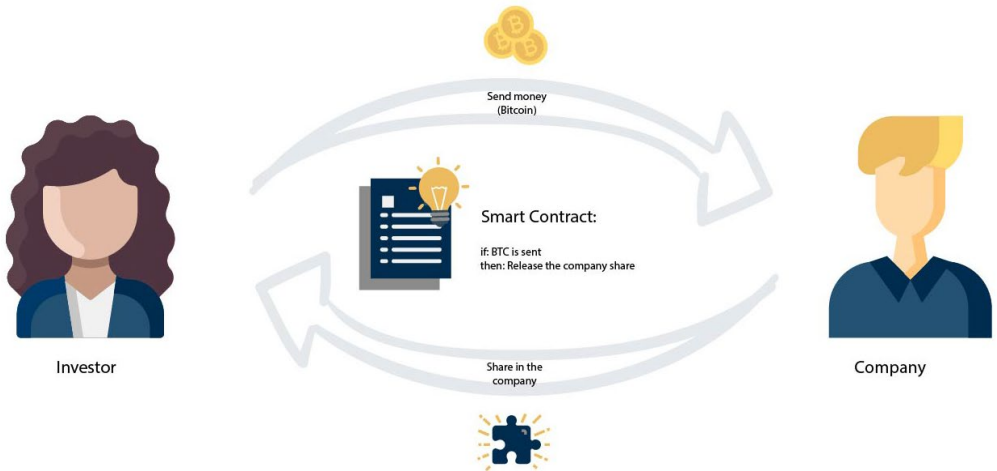 Send money
(Bitcoin)
Smart Contract:
if: BTC is sent
then: Release the company share
Investor
Company
Share in the
company